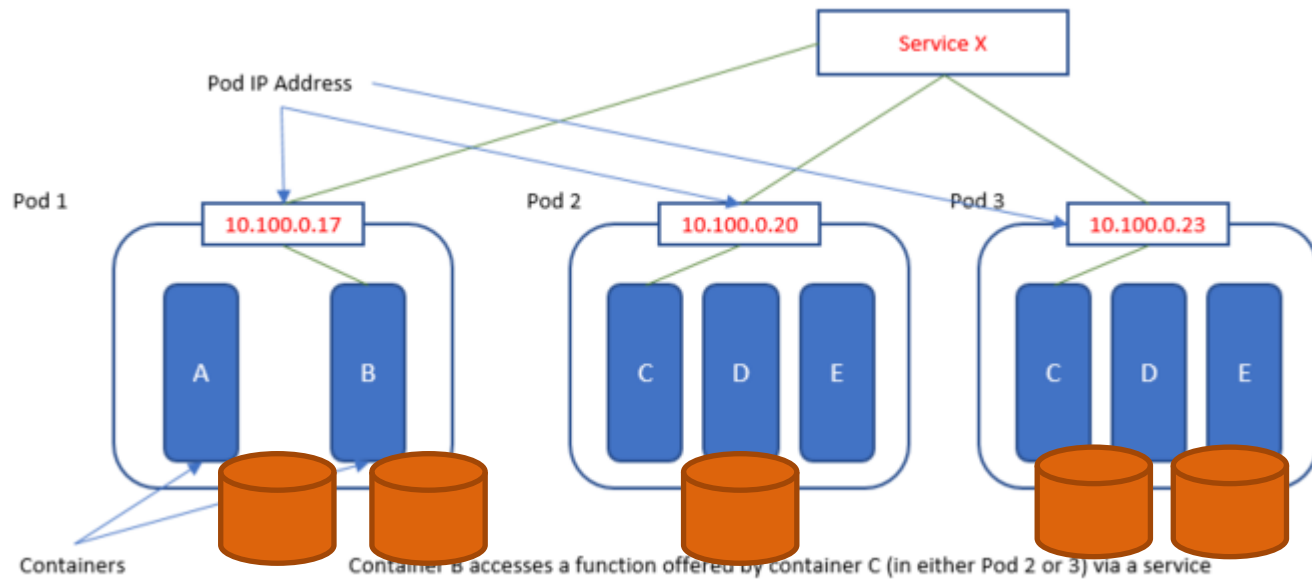 Service X
Pod IP Address
Pod 1
Pod 2
Pod 3
10.100.0.17
10.100.0.20
10.100.0.23
A
B
C
D
E
C
D
E
Containers
Container B accesses a function offered by container C (in either Pod 2 or 3) via a service